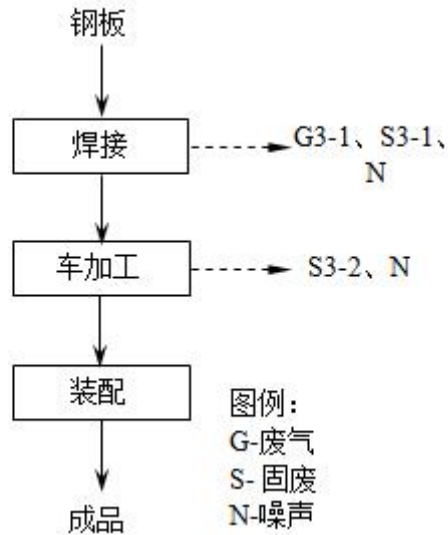 钢板
焊接
G3-1、S3-1、
N
车加工
S3-2、N
装配
图例：
G-废气
S- 固废
N-噪声
成品